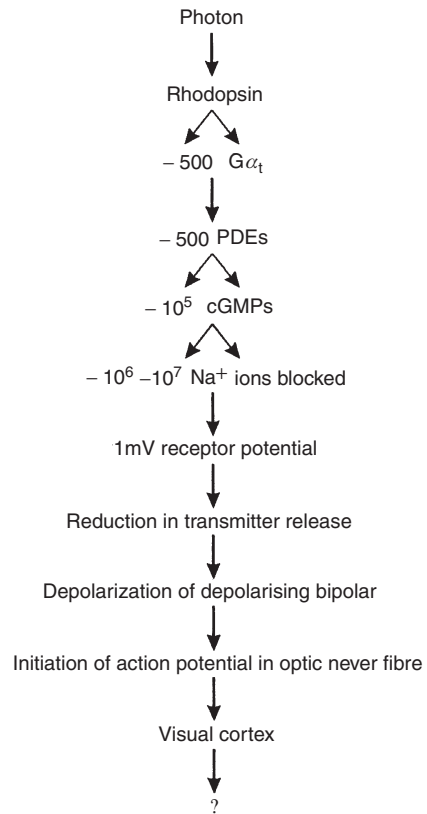 Photon
Rhodopsin
– 500 Gαt
– 500 PDEs
– 10⁵ cGMPs
– 10⁶ –10⁷ Na⁺ ions blocked
1mV receptor potential
Reduction in transmitter release
Depolarization of depolarising bipolar
Initiation of action potential in optic never fibre
Visual cortex
?